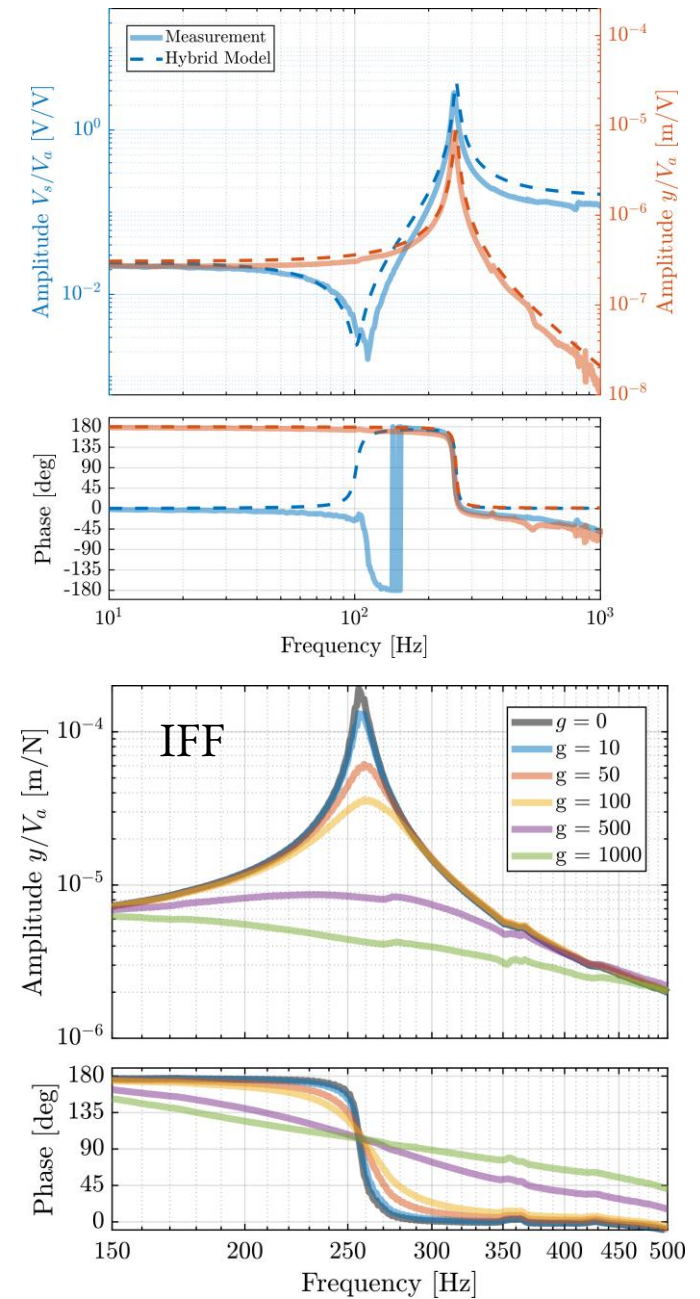 Measurement
Hybrid Model
Amplitude V_s/V_a [V/V]
10^0
10^-2
Amplitude y/V_a [m/V]
10^-4
10^-5
10^-6
10^-7
10^-8
Phase [deg]
180
135
90
45
0
-45
-90
-135
-180
10^1
10^2
10^3
Frequency [Hz]
IFF
g = 0
g = 10
g = 50
g = 100
g = 500
g = 1000
Amplitude y/V_a [m/N]
10^-4
10^-5
10^-6
Phase [deg]
180
135
90
45
0
150 200 250 300 350 400 450 500
Frequency [Hz]